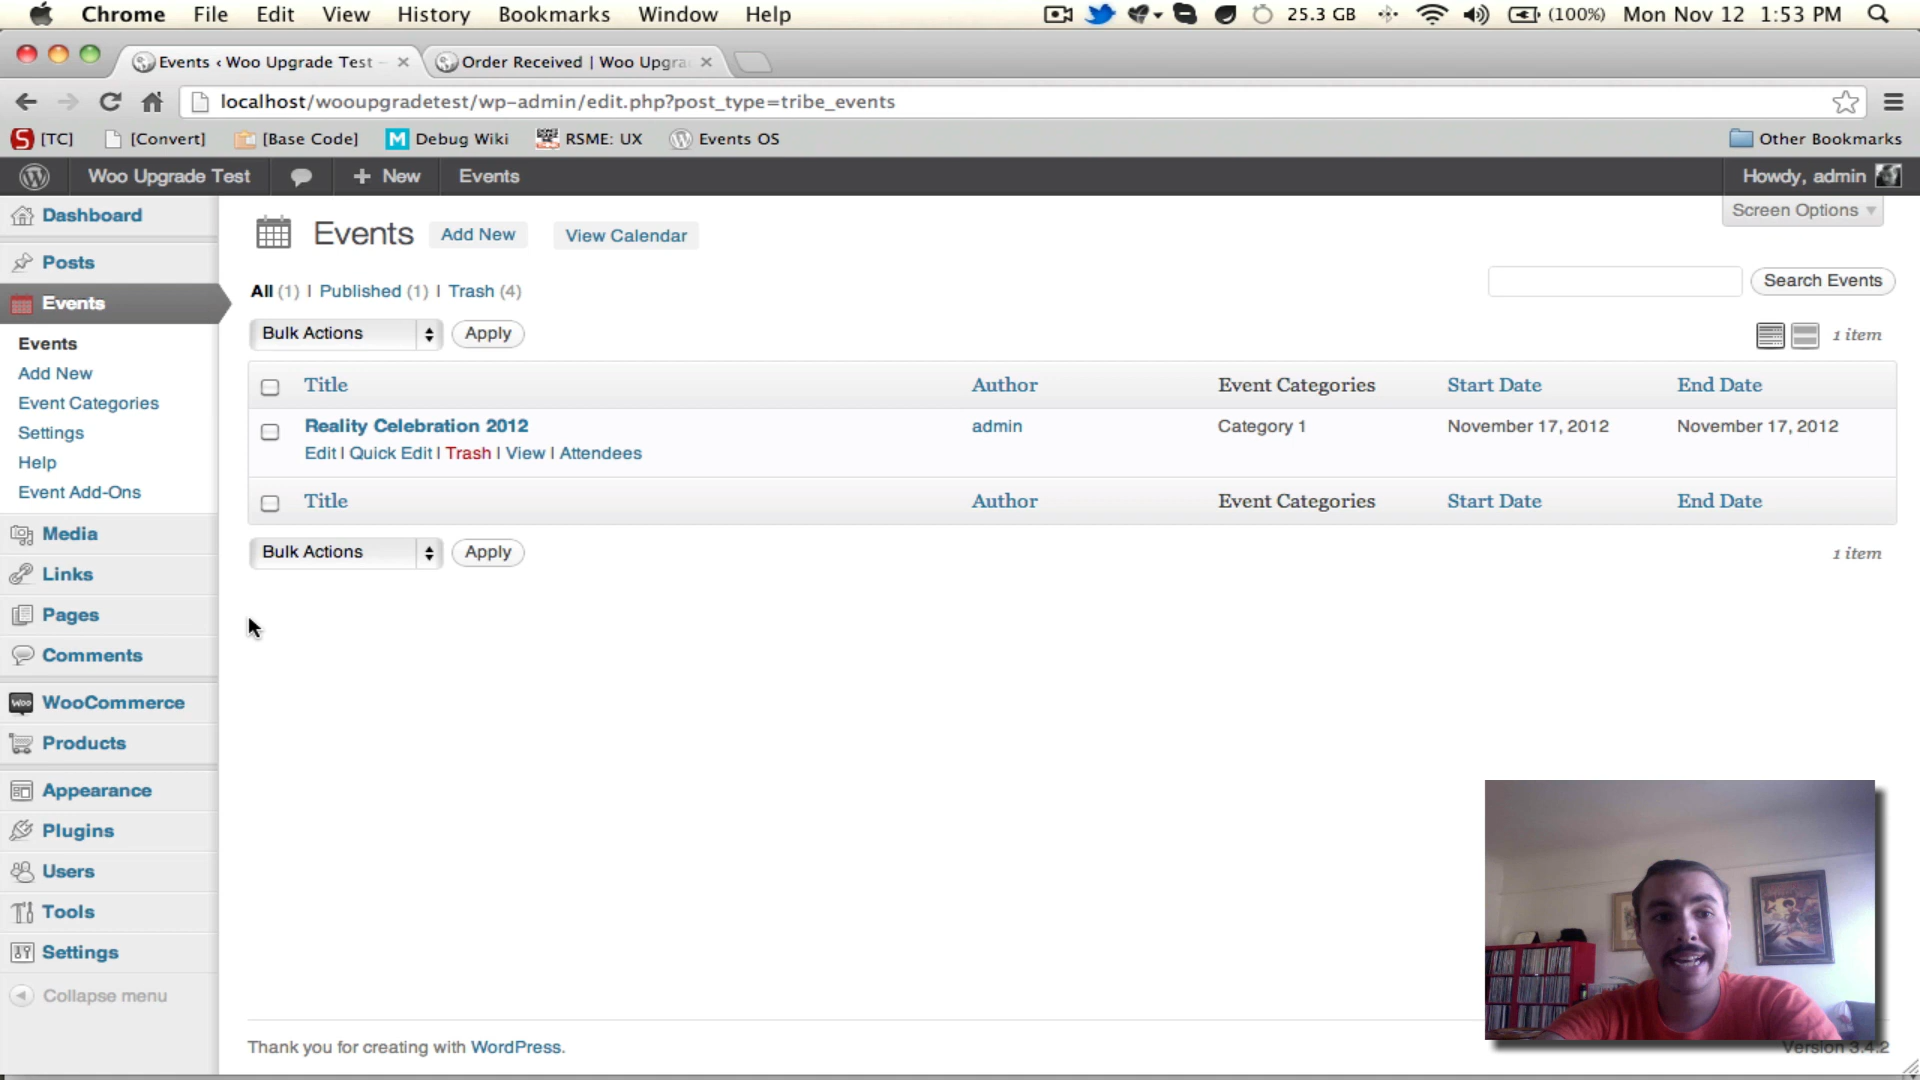 Chrome File Edit View History Bookmarks Window Help 25.3 GB (100%) Mon Nov 12 1:53 PM
Events ‹ Woo Upgrade Test Order Received | Woo Upgra
localhost/wooupgradetest/wp-admin/edit.php?post_type=tribe_events
[TC] [Convert] [Base Code] M Debug Wiki RSME: UX Events OS Other Bookmarks
Woo Upgrade Test + New Events Howdy, admin
Screen Options
Dashboard
Posts
Events
Events
Add New
Event Categories
Settings
Help
Event Add-Ons
Media
Links
Pages
Comments
Woo WooCommerce
Products
Appearance
Plugins
Users
Tools
Settings
Collapse menu
Events Add New View Calendar
All (1) | Published (1) | Trash (4)
Search Events
Bulk Actions Apply 1 item
Title Author Event Categories Start Date End Date
Reality Celebration 2012 admin Category 1 November 17, 2012 November 17, 2012
Edit | Quick Edit | Trash | View | Attendees
Title Author Event Categories Start Date End Date
Bulk Actions Apply 1 item
Thank you for creating with WordPress.
Version 3.4.2